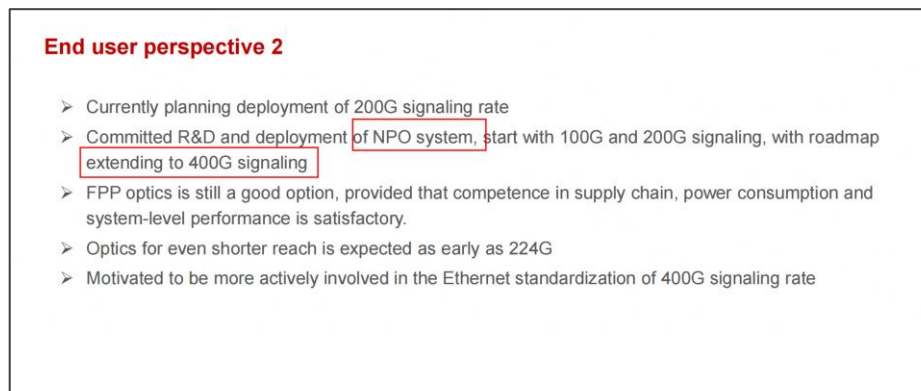 End user perspective 2
➢ Currently planning deployment of 200G signaling rate
➢ Committed R&D and deployment of NPO system, start with 100G and 200G signaling, with roadmap
extending to 400G signaling
➢ FPP optics is still a good option, provided that competence in supply chain, power consumption and
system-level performance is satisfactory.
➢ Optics for even shorter reach is expected as early as 224G
➢ Motivated to be more actively involved in the Ethernet standardization of 400G signaling rate